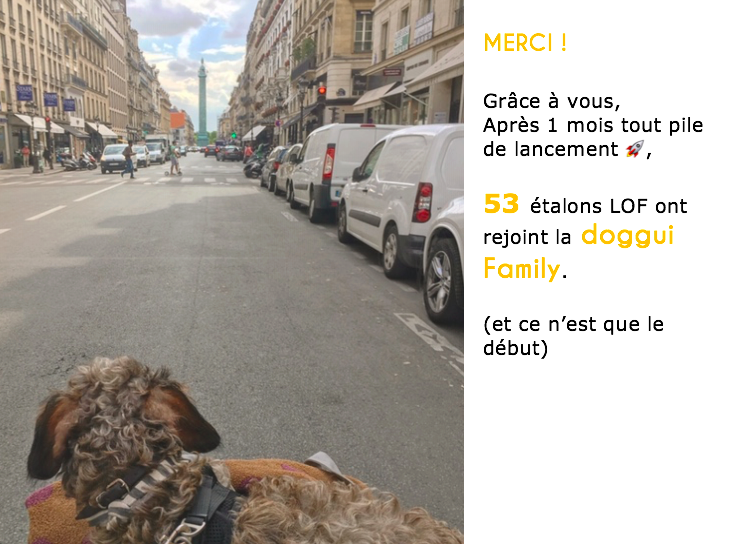 MERCI !
Grâce à vous,
Après 1 mois tout pile
de lancement 🚀,
53 étalons LOF ont
rejoint la doggui
Family.
(et ce n’est que le
début)